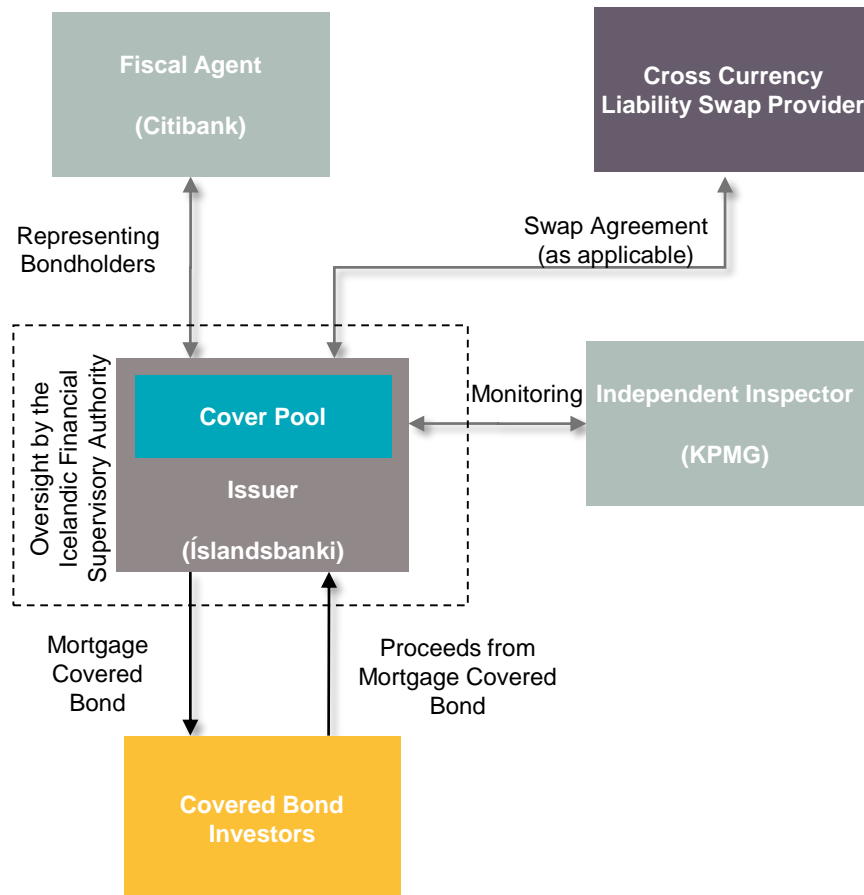 Fiscal Agent
(Citibank)
Cross Currency
Liability Swap Provider
Representing
Bondholders
Swap Agreement
(as applicable)
Oversight by the
Icelandic Financial
Supervisory Authority
Cover Pool
Issuer
(Íslandsbanki)
Monitoring
Independent Inspector
(KPMG)
Mortgage
Covered
Bond
Proceeds from
Mortgage Covered
Bond
Covered Bond
Investors